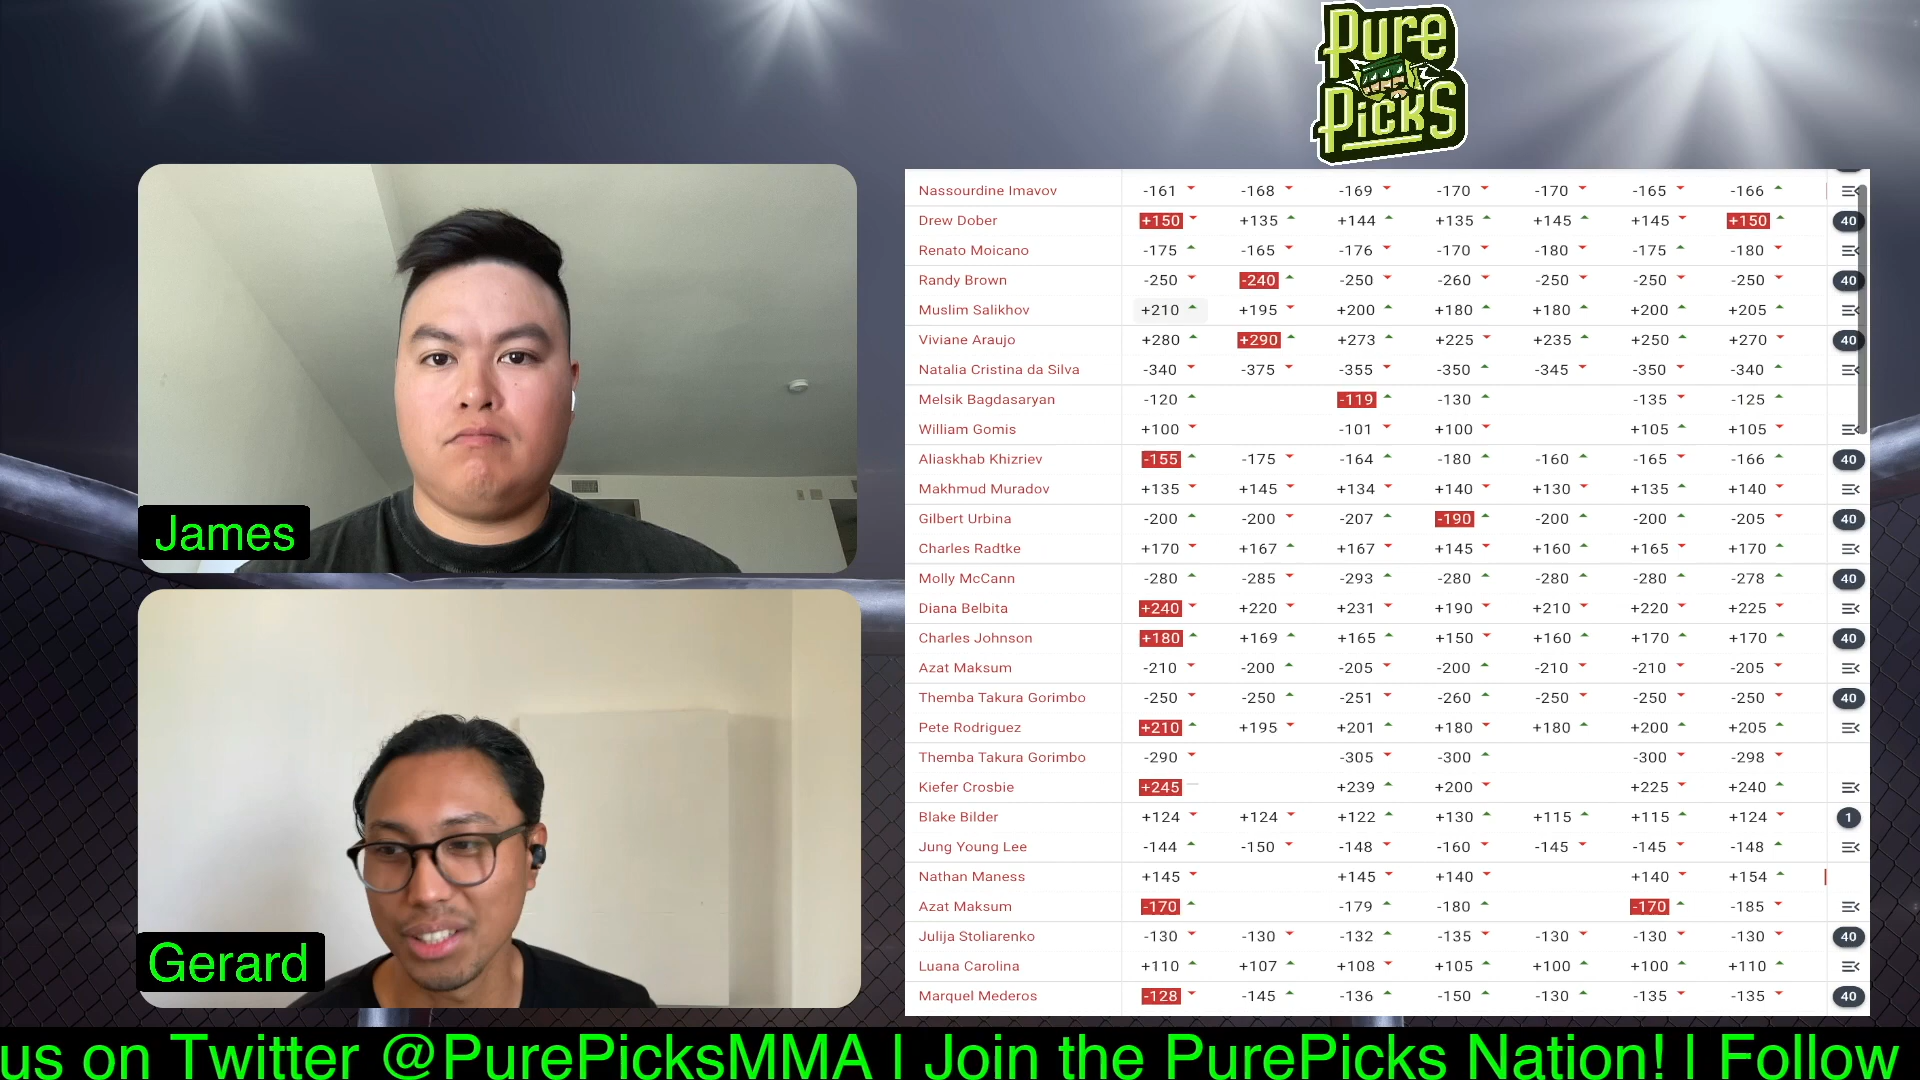 Pure
Picks
Nassourdine Imavov -161 -168 -169 -170 -170 -165 -166
Drew Dober +150 +135 +144 +135 +145 +145 +150 40
Renato Moicano -175 -165 -176 -170 -180 -175 -180
Randy Brown -250 -240 -250 -260 -250 -250 -250 40
Muslim Salikhov +210 +195 +200 +180 +180 +200 +205
Viviane Araujo +280 +290 +273 +225 +235 +250 +270 40
Natalia Cristina da Silva -340 -375 -355 -350 -345 -350 -340
Melsik Bagdasaryan -120 -119 -130 -135 -125
William Gomis +100 -101 +100 +105 +105
Aliaskhab Khizriev -155 -175 -164 -180 -160 -165 -166 40
Makhmud Muradov +135 +145 +134 +140 +130 +135 +140
Gilbert Urbina -200 -200 -207 -190 -200 -200 -205 40
Charles Radtke +170 +167 +167 +145 +160 +165 +170
Molly McCann -280 -285 -293 -280 -280 -280 -278 40
Diana Belbita +240 +220 +231 +190 +210 +220 +225
Charles Johnson +180 +169 +165 +150 +160 +170 +170 40
Azat Maksum -210 -200 -205 -200 -210 -210 -205
Themba Takura Gorimbo -250 -250 -251 -260 -250 -250 -250 40
Pete Rodriguez +210 +195 +201 +180 +180 +200 +205
Themba Takura Gorimbo -290 -305 -300 -300 -298
Kiefer Crosbie +245 +239 +200 +225 +240
Blake Bilder +124 +124 +122 +130 +115 +115 +124 1
Jung Young Lee -144 -150 -148 -160 -145 -145 -148
Nathan Maness +145 +145 +140 +140 +154
Azat Maksum -170 -179 -180 -170 -185
Julija Stoliarenko -130 -130 -132 -135 -130 -130 -130 40
Luana Carolina +110 +107 +108 +105 +100 +100 +110
Marquel Mederos -128 -145 -136 -150 -130 -135 -135 40
James
Gerard
us on Twitter @PurePicksMMA | Join the PurePicks Nation! | Follow